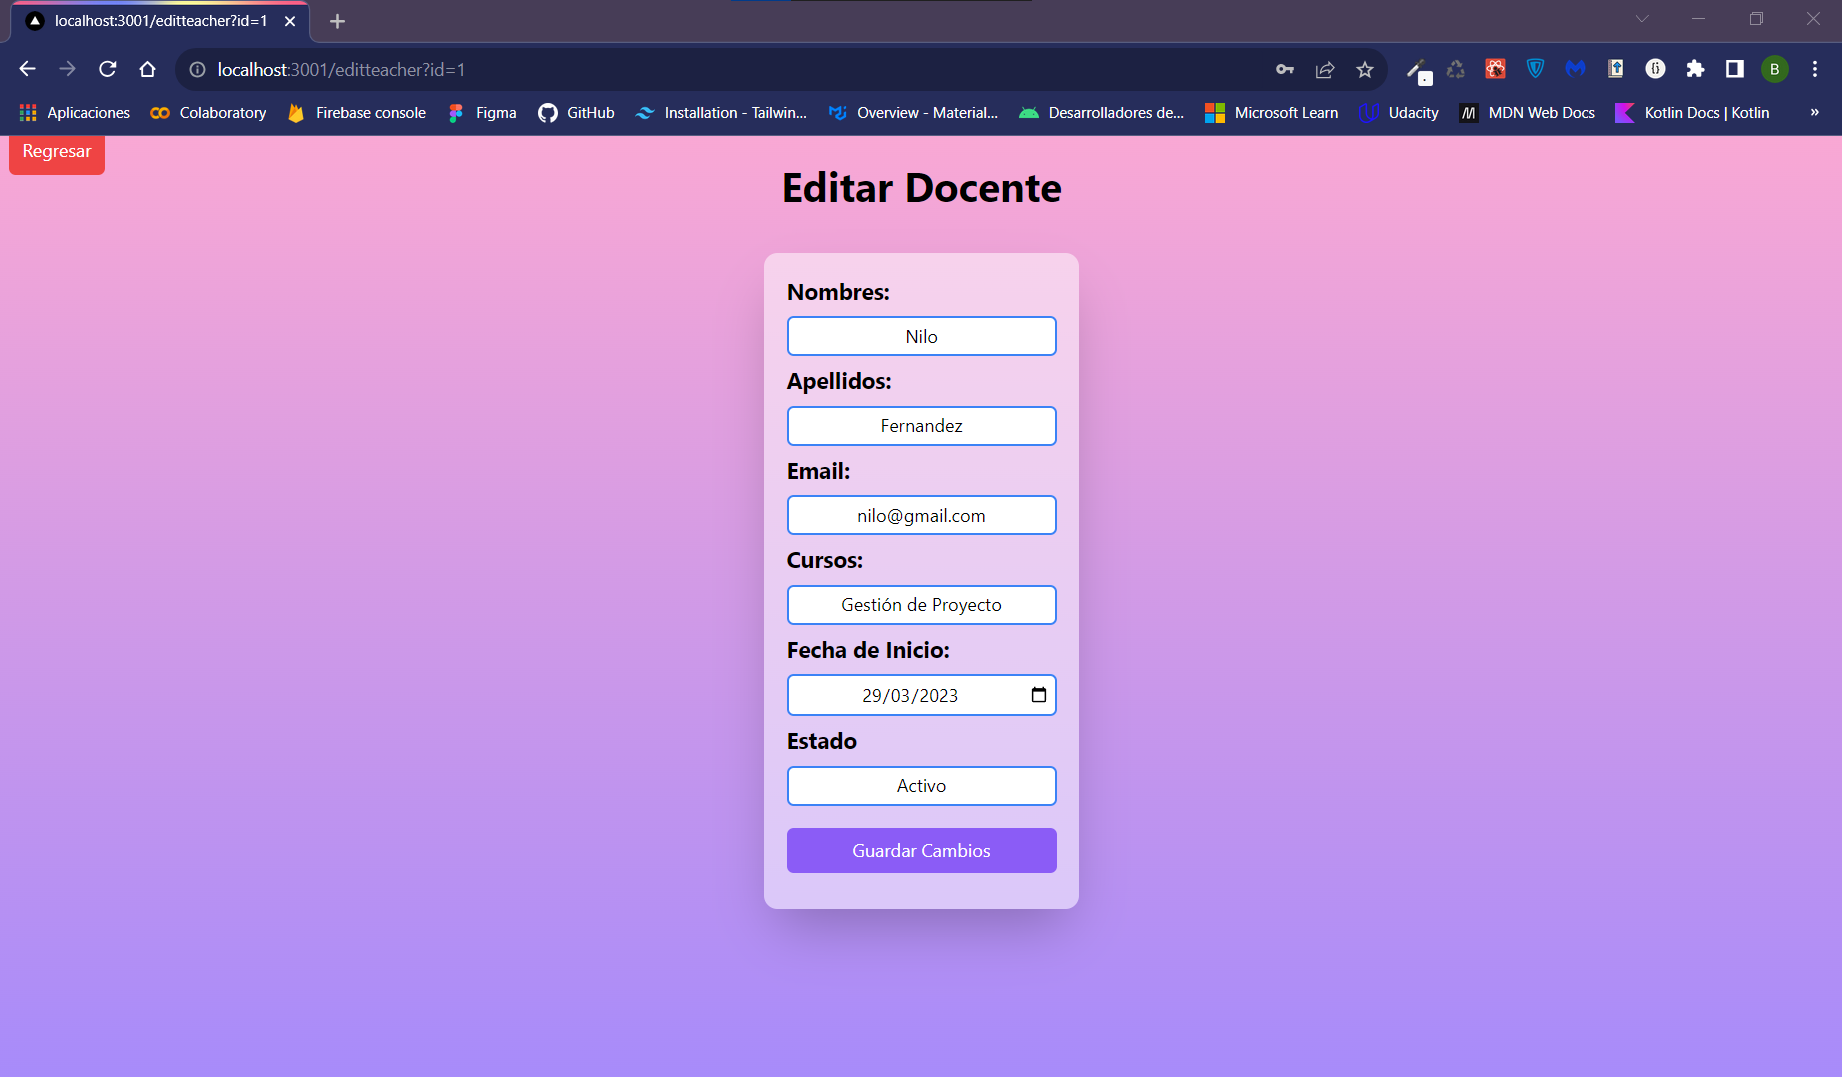 localhost:3001/editteacher?id=1
localhost:3001/editteacher?id=1
B
Aplicaciones
Colaboratory
Firebase console
Figma
GitHub
Installation - Tailwin...
Overview - Material...
Desarrolladores de...
Microsoft Learn
Udacity
MDN Web Docs
Kotlin Docs | Kotlin
»
Regresar
Editar Docente
Nombres:
Nilo
Apellidos:
Fernandez
Email:
nilo@gmail.com
Cursos:
Gestión de Proyecto
Fecha de Inicio:
29/03/2023
Estado
Activo
Guardar Cambios